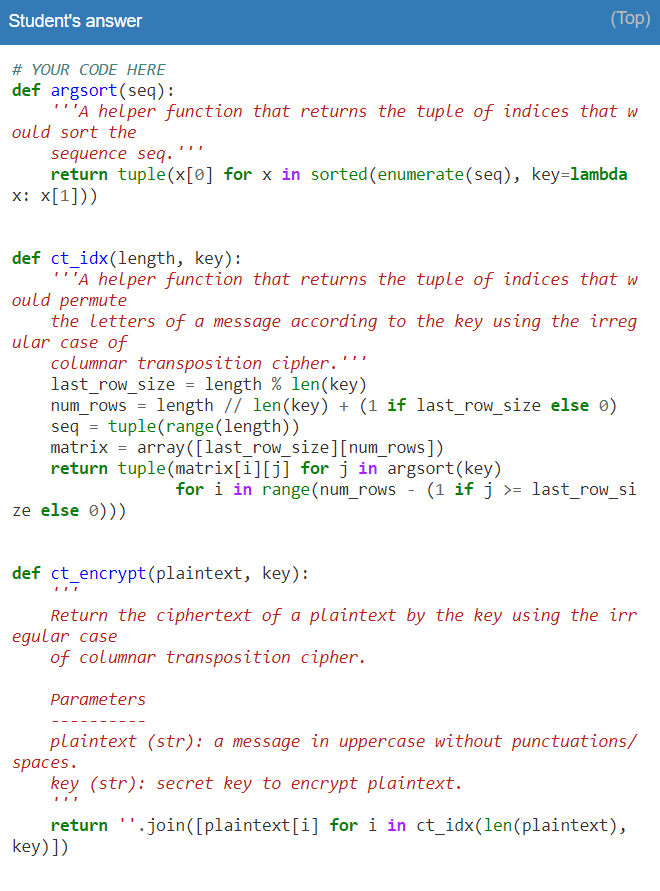 Student's answer
(Top)
# YOUR CODE HERE
def argsort(seq):
    '''A helper function that returns the tuple of indices that w
ould sort the
    sequence seq.'''
    return tuple(x[0] for x in sorted(enumerate(seq), key=lambda
x: x[1]))
def ct_idx(length, key):
    '''A helper function that returns the tuple of indices that w
ould permute
    the letters of a message according to the key using the irreg
ular case of
    columnar transposition cipher.'''
    last_row_size = length % len(key)
    num_rows = length // len(key) + (1 if last_row_size else 0)
    seq = tuple(range(length))
    matrix = array([last_row_size][num_rows])
    return tuple(matrix[i][j] for j in argsort(key)
                 for i in range(num_rows - (1 if j >= last_row_si
ze else 0)))
def ct_encrypt(plaintext, key):
    '''
    Return the ciphertext of a plaintext by the key using the irr
egular case
    of columnar transposition cipher.
    Parameters
    ----------
    plaintext (str): a message in uppercase without punctuations/
spaces.
    key (str): secret key to encrypt plaintext.
    '''
    return ''.join([plaintext[i] for i in ct_idx(len(plaintext),
key)])